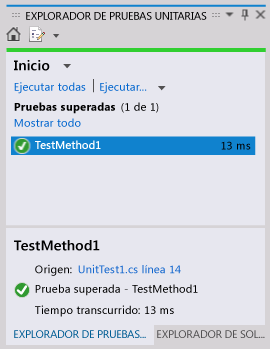 EXPLORADOR DE PRUEBAS UNITARIAS
Inicio
Ejecutar todas | Ejecutar...
Pruebas superadas (1 de 1)
Mostrar todo
TestMethod1 13 ms
TestMethod1
Origen: UnitTest1.cs línea 14
Prueba superada - TestMethod1
Tiempo transcurrido: 13 ms
EXPLORADOR DE PRUEBAS... EXPLORADOR DE SOL...